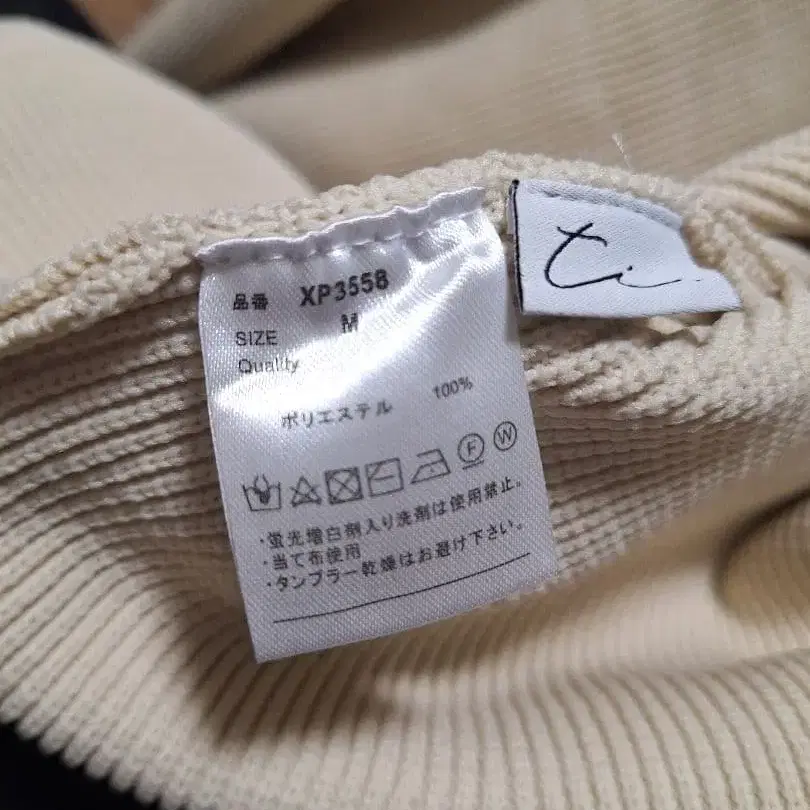 品番 XP3558
SIZE M
Quality
ポリエステル 100%
F W
・蛍光増白剤入り洗剤は使用禁止。
・当て布使用
・タンブラー乾燥はお避け下さい。
ti